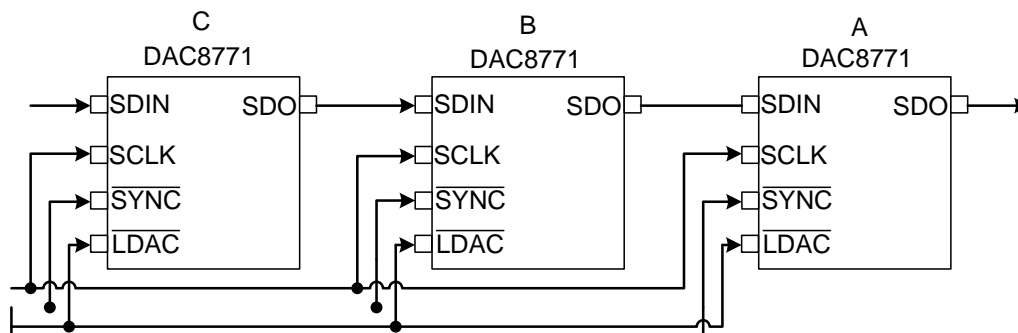 C
DAC8771
SDIN
SDO
SCLK
SYNC
LDAC
B
DAC8771
SDIN
SDO
SCLK
SYNC
LDAC
A
DAC8771
SDIN
SDO
SCLK
SYNC
LDAC